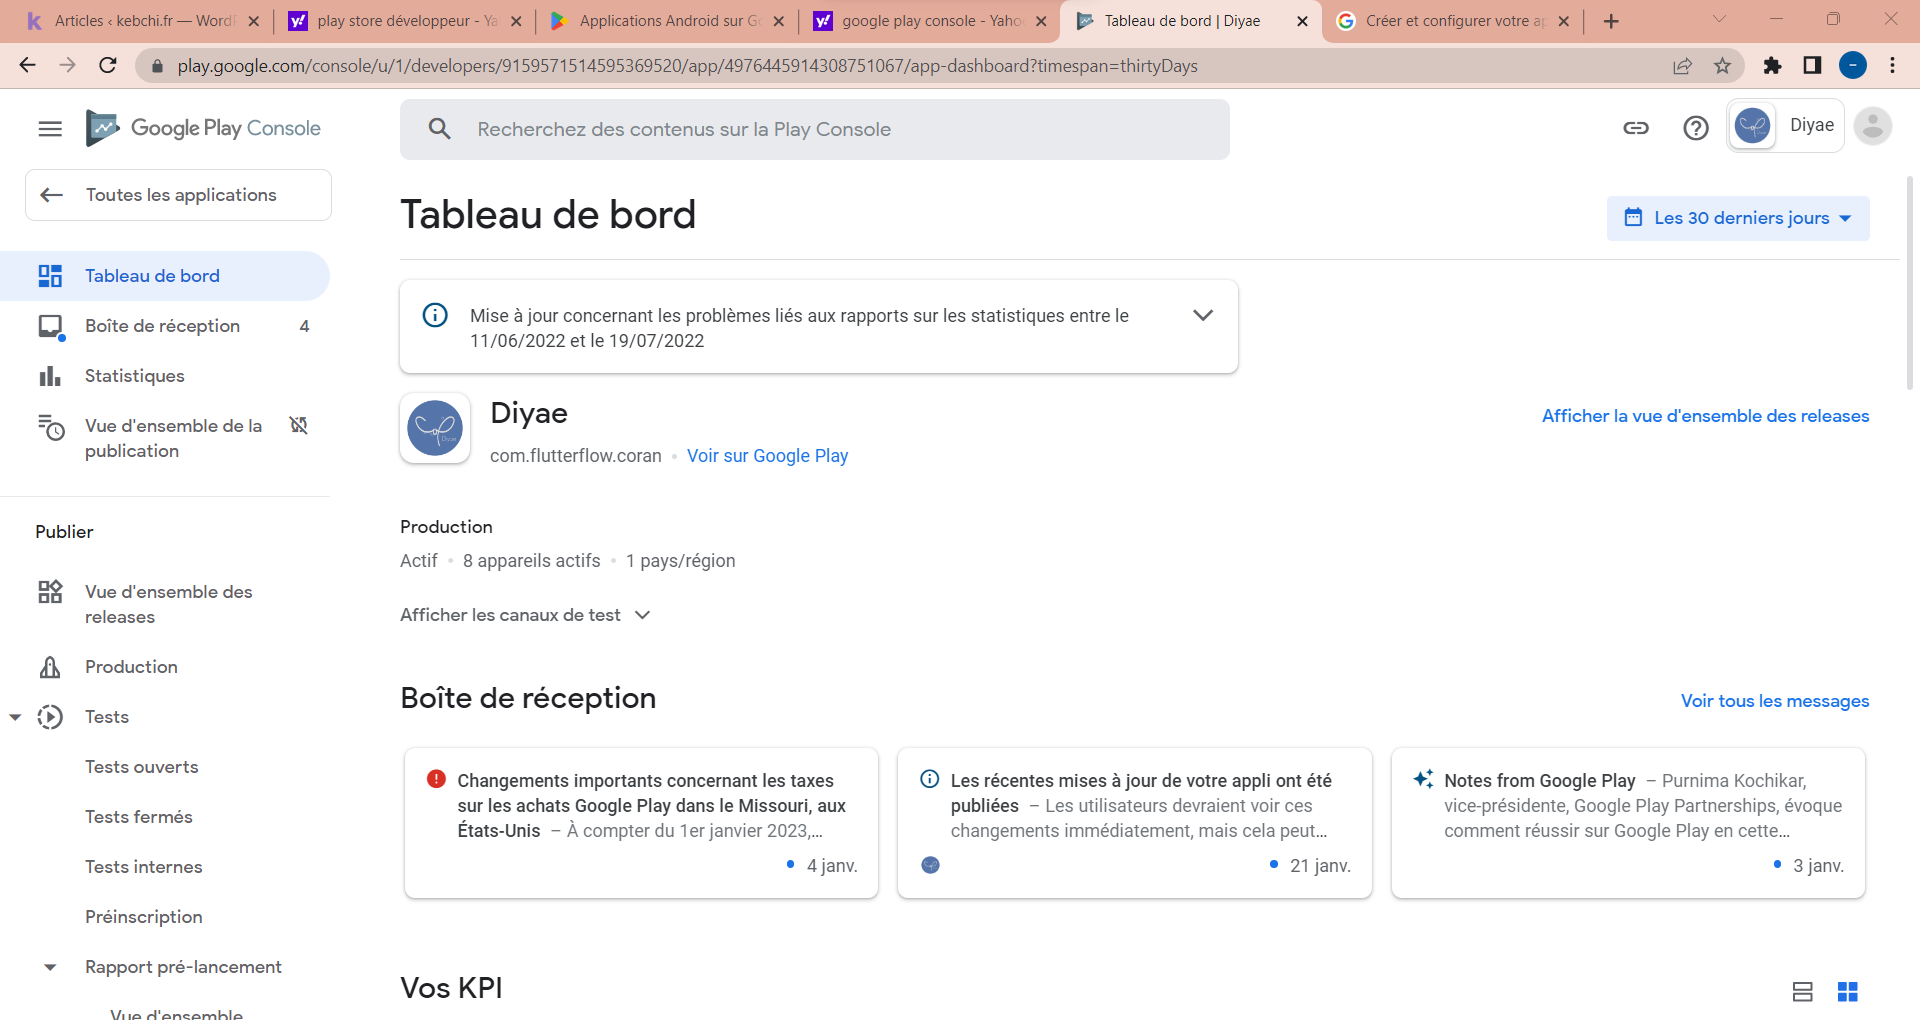 Articles ‹ kebchi.fr — WordP
play store développeur - Ya
Applications Android sur Go
google play console - Yahoo
Tableau de bord | Diyae
Créer et configurer votre ap
play.google.com/console/u/1/developers/9159571514595369520/app/4976445914308751067/app-dashboard?timespan=thirtyDays
Google Play Console
Recherchez des contenus sur la Play Console
Diyae
Toutes les applications
Tableau de bord
Boîte de réception 4
Statistiques
Vue d'ensemble de la
publication
Publier
Vue d'ensemble des
releases
Production
Tests
Tests ouverts
Tests fermés
Tests internes
Préinscription
Rapport pré-lancement
Vue d'ensemble
Tableau de bord
Les 30 derniers jours
Mise à jour concernant les problèmes liés aux rapports sur les statistiques entre le
11/06/2022 et le 19/07/2022
Diyae
com.flutterflow.coran • Voir sur Google Play
Afficher la vue d'ensemble des releases
Production
Actif • 8 appareils actifs • 1 pays/région
Afficher les canaux de test
Boîte de réception
Voir tous les messages
Changements importants concernant les taxes
sur les achats Google Play dans le Missouri, aux
États-Unis – À compter du 1er janvier 2023,...
4 janv.
Les récentes mises à jour de votre appli ont été
publiées – Les utilisateurs devraient voir ces
changements immédiatement, mais cela peut...
21 janv.
Notes from Google Play – Purnima Kochikar,
vice-présidente, Google Play Partnerships, évoque
comment réussir sur Google Play en cette...
3 janv.
Vos KPI